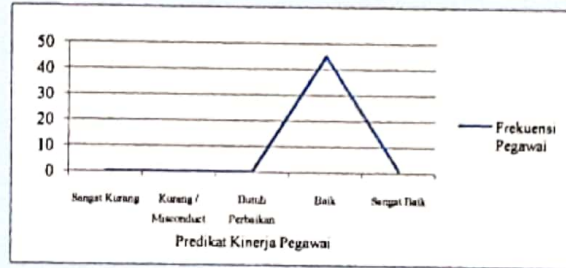 50
40
30
20
10
0
Sangat Kurang
Kurang /
Misconduct
Butuh
Perbaikan
Baik
Sangat Baik
Predikat Kinerja Pegawai
Frekuensi
Pegawai